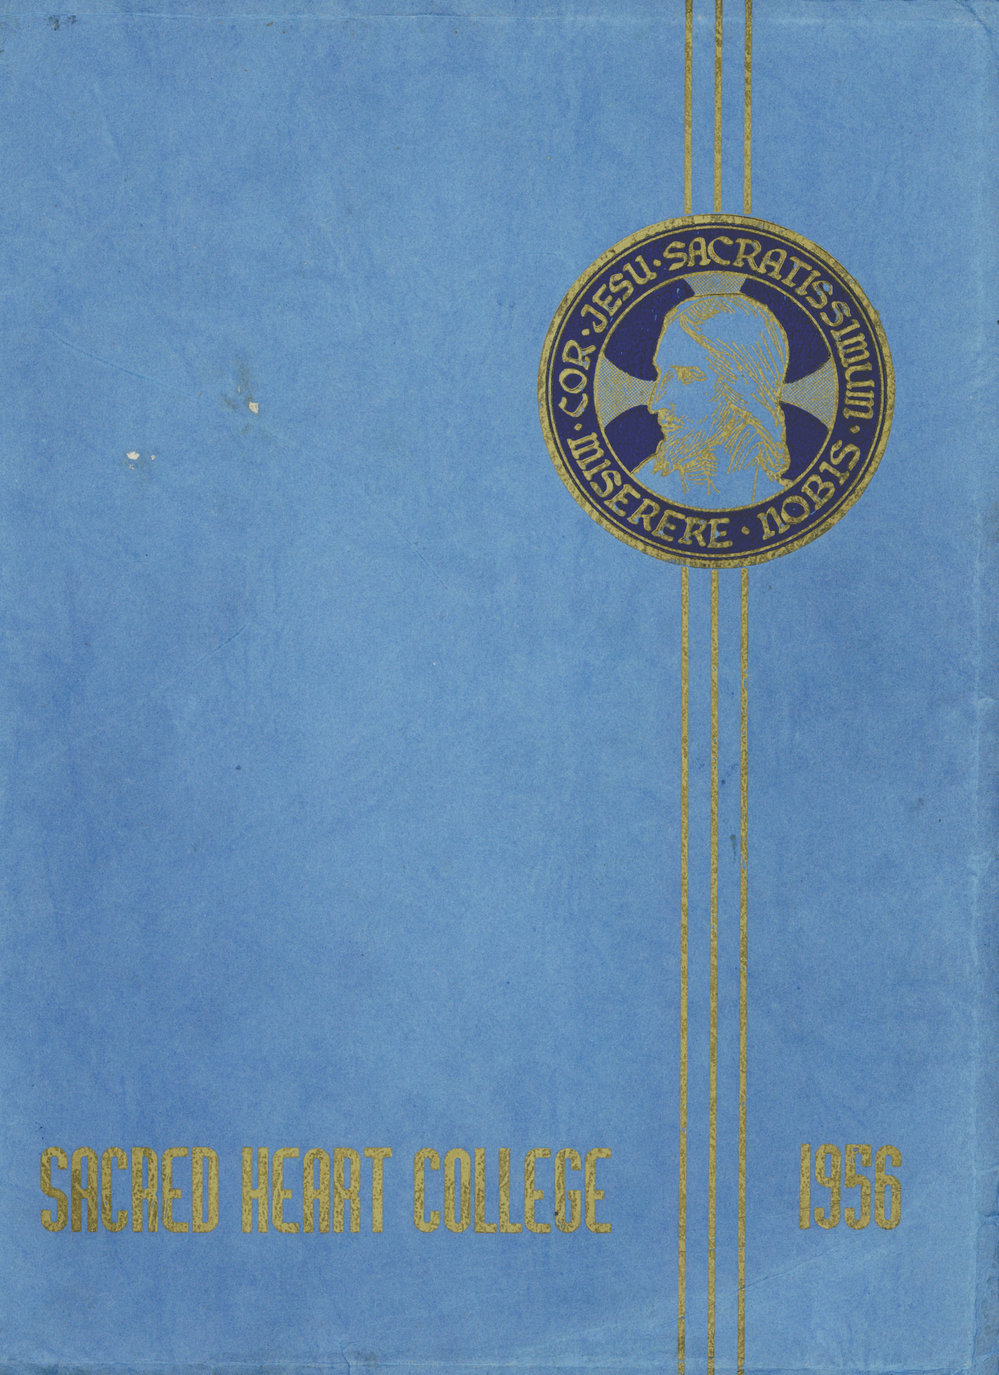 COR · JESU · SACRATISSIMUM ·
MISERERE · NOBIS ·
SACRED HEART COLLEGE
1956